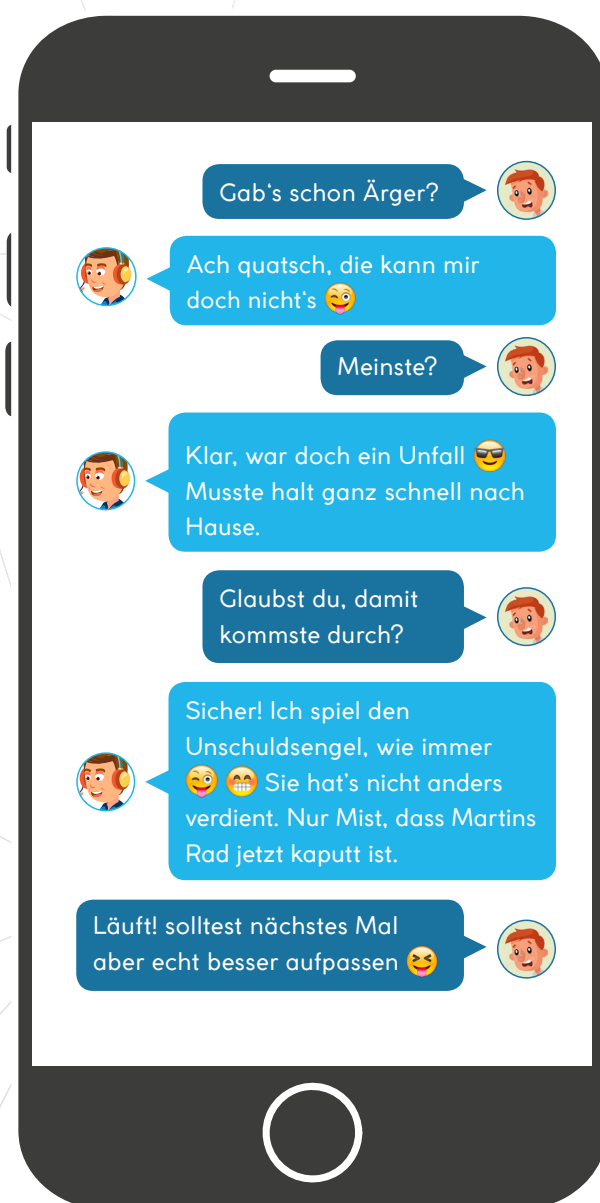 Gab‘s schon Ärger?
Ach quatsch, die kann mir
doch nicht‘s 😜
Meinste?
Klar, war doch ein Unfall 😎
Musste halt ganz schnell nach
Hause.
Glaubst du, damit
kommste durch?
Sicher! Ich spiel den
Unschuldsengel, wie immer
😜 😁 Sie hat's nicht anders
verdient. Nur Mist, dass Martins
Rad jetzt kaputt ist.
Läuft! solltest nächstes Mal
aber echt besser aufpassen 😝